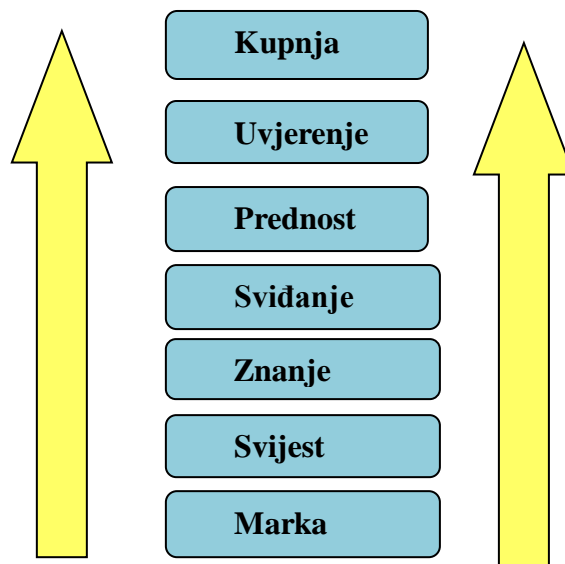 Kupnja
Uvjerenje
Prednost
Sviđanje
Znanje
Svijest
Marka